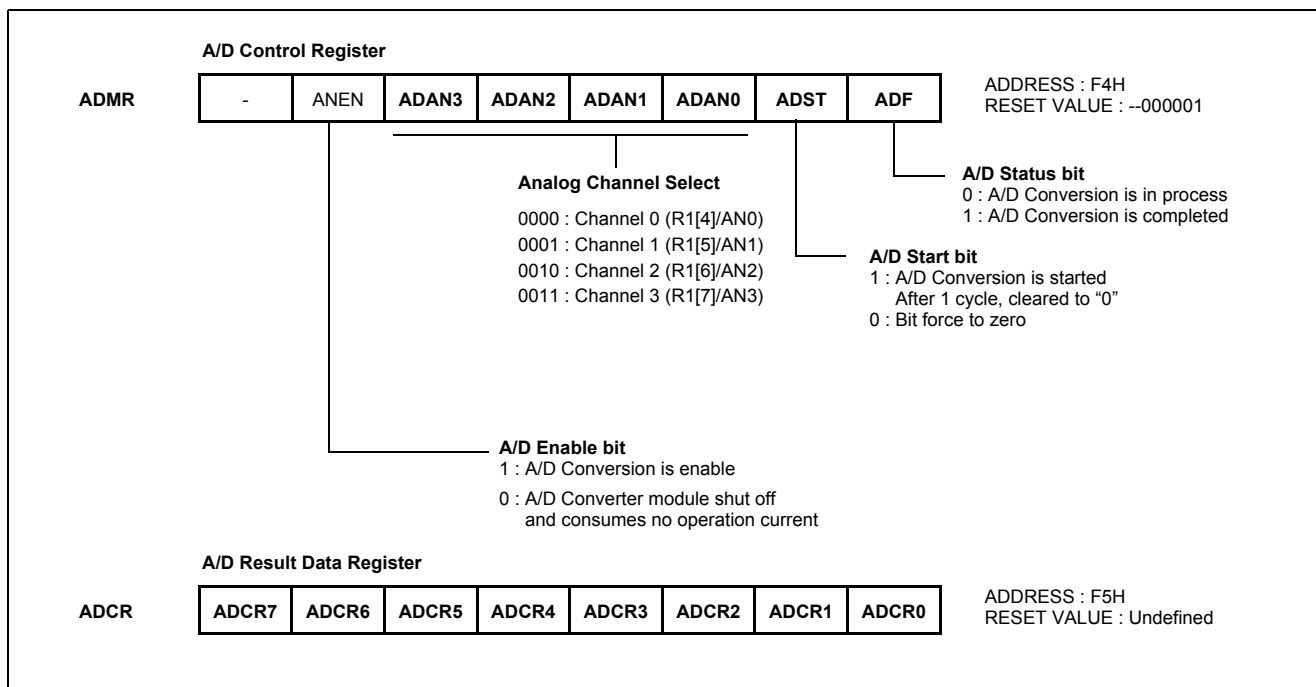 A/D Control Register
ADMR - ANEN ADAN3 ADAN2 ADAN1 ADAN0 ADST ADF
ADDRESS : F4H
RESET VALUE : --000001
A/D Status bit
0 : A/D Conversion is in process
1 : A/D Conversion is completed
Analog Channel Select
0000 : Channel 0 (R1[4]/AN0)
0001 : Channel 1 (R1[5]/AN1)
0010 : Channel 2 (R1[6]/AN2)
0011 : Channel 3 (R1[7]/AN3)
A/D Start bit
1 : A/D Conversion is started
After 1 cycle, cleared to “0”
0 : Bit force to zero
A/D Enable bit
1 : A/D Conversion is enable
0 : A/D Converter module shut off
and consumes no operation current
A/D Result Data Register
ADCR ADCR7 ADCR6 ADCR5 ADCR4 ADCR3 ADCR2 ADCR1 ADCR0
ADDRESS : F5H
RESET VALUE : Undefined